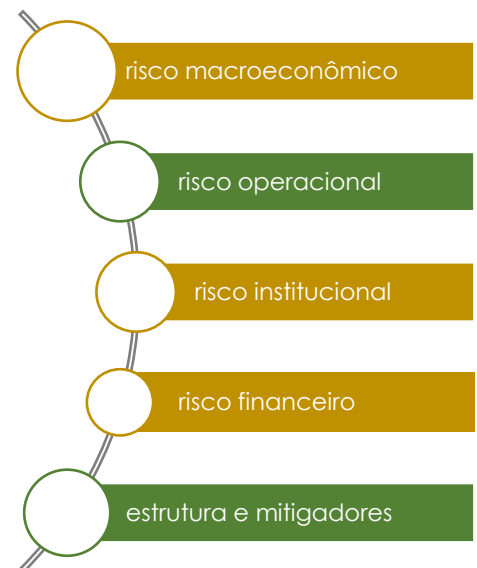 risco macroeconômico
risco operacional
risco institucional
risco financeiro
estrutura e mitigadores